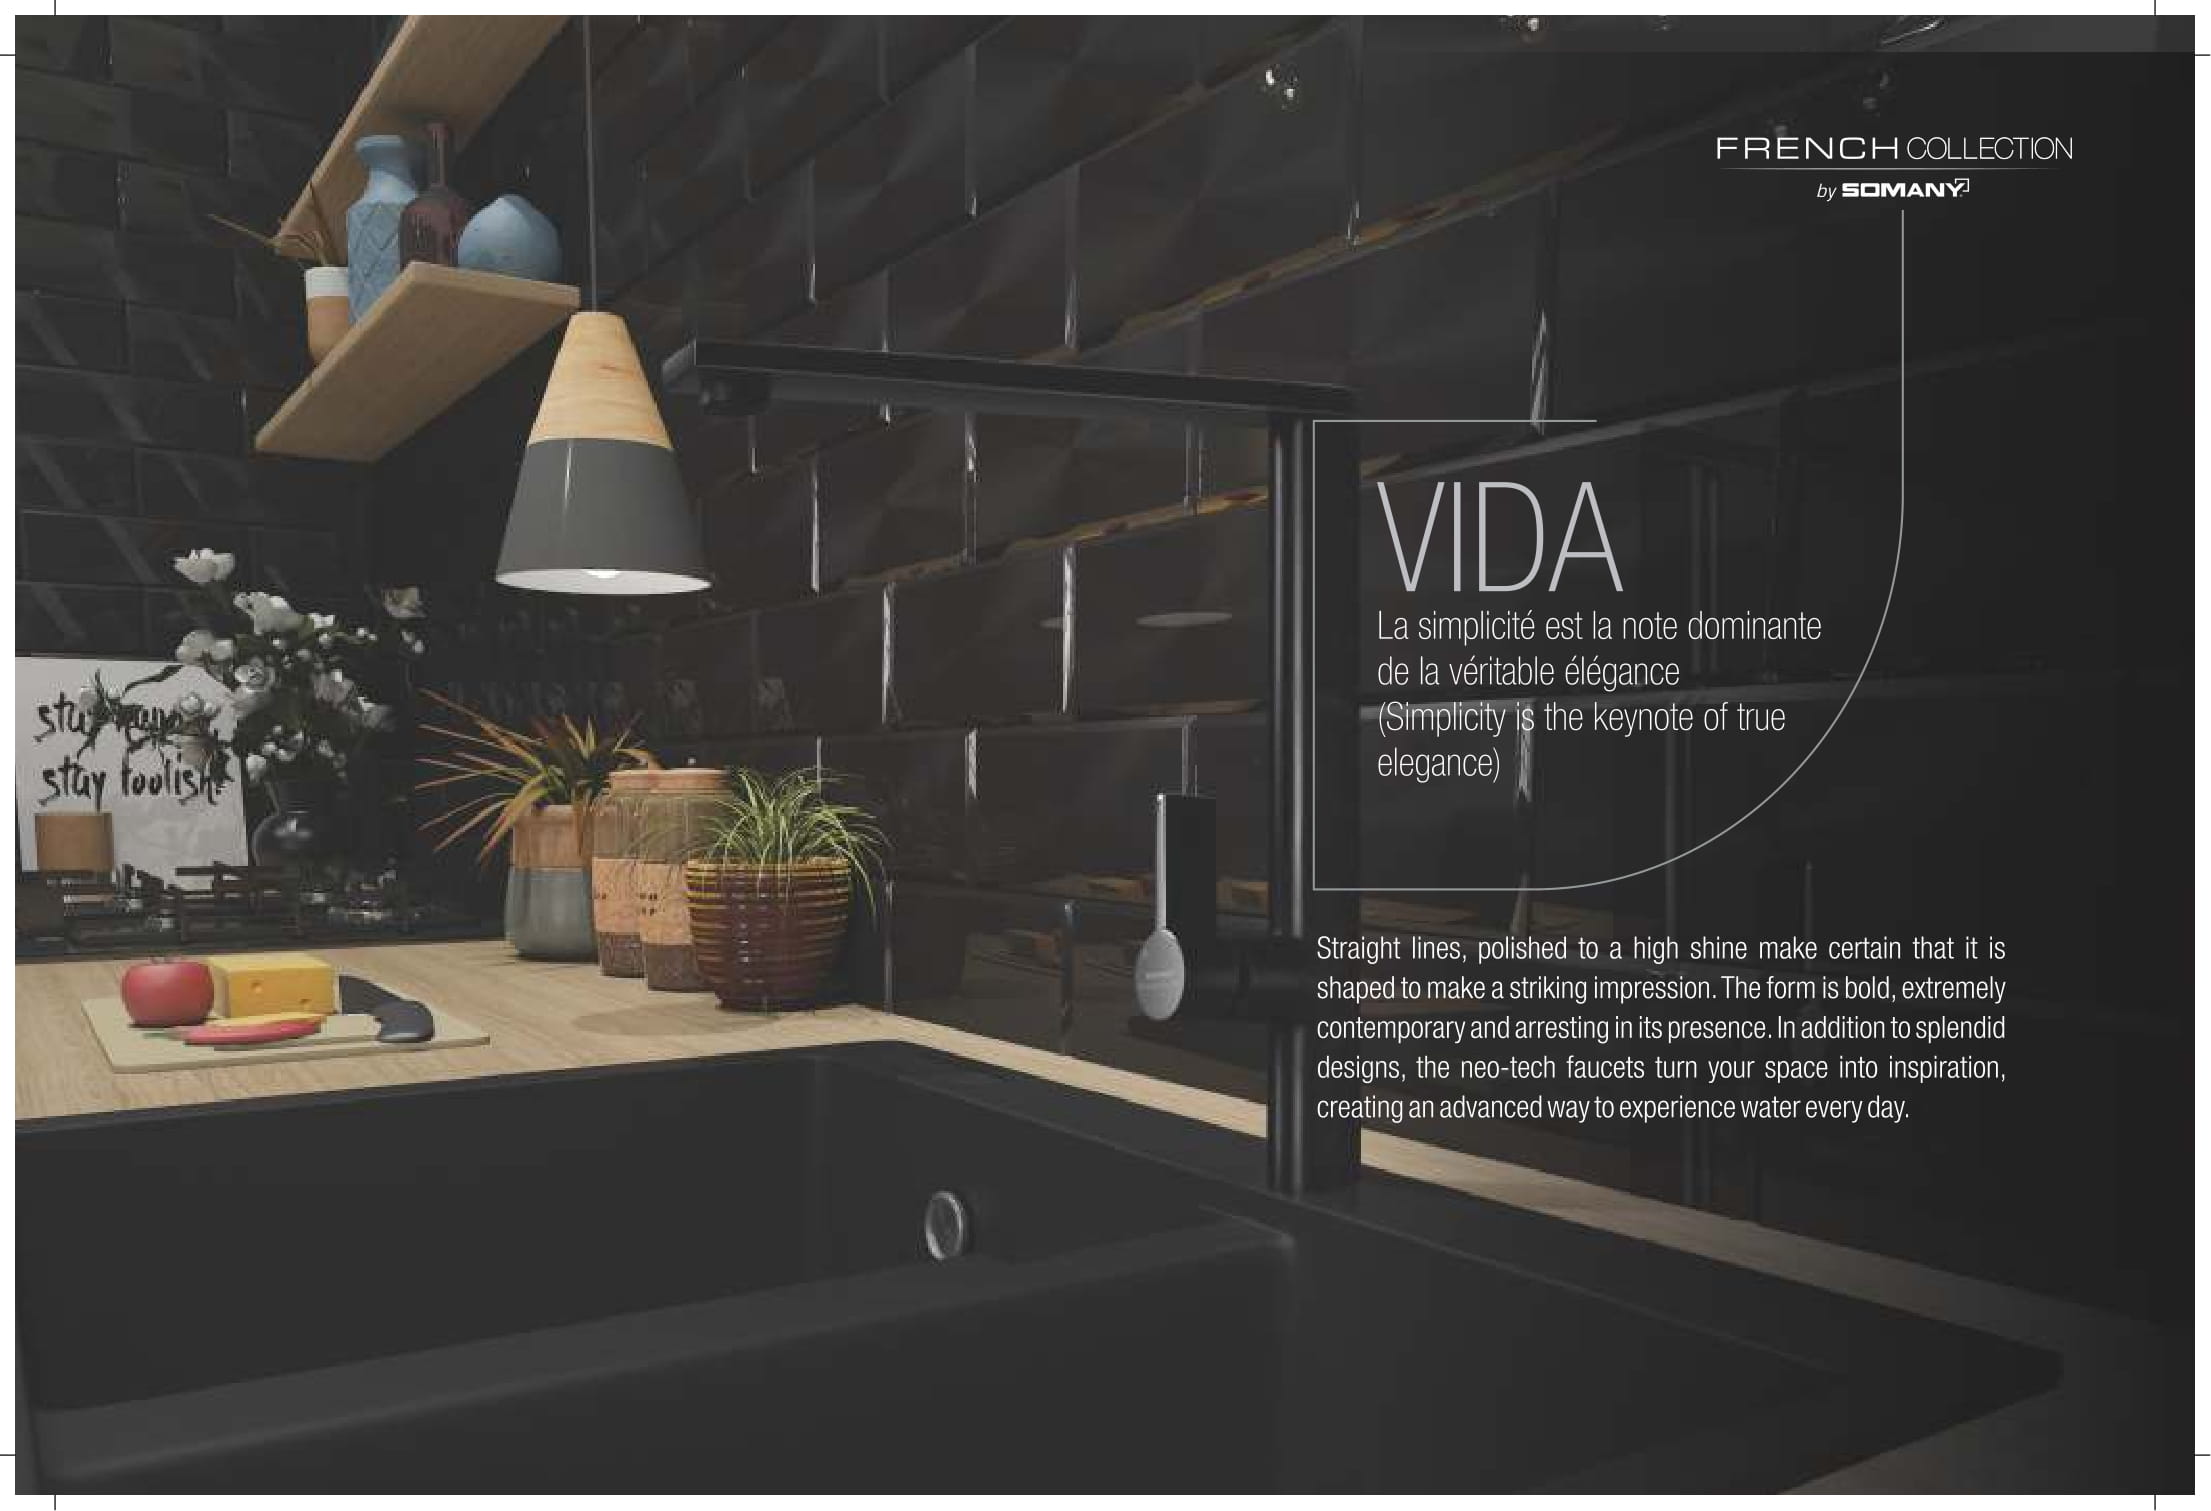 FRENCH COLLECTION
by SOMANY
VIDA
La simplicité est la note dominante
de la véritable élégance
(Simplicity is the keynote of true
elegance)
stay
stay foolish
Straight lines, polished to a high shine make certain that it is
shaped to make a striking impression. The form is bold, extremely
contemporary and arresting in its presence. In addition to splendid
designs, the neo-tech faucets turn your space into inspiration,
creating an advanced way to experience water every day.